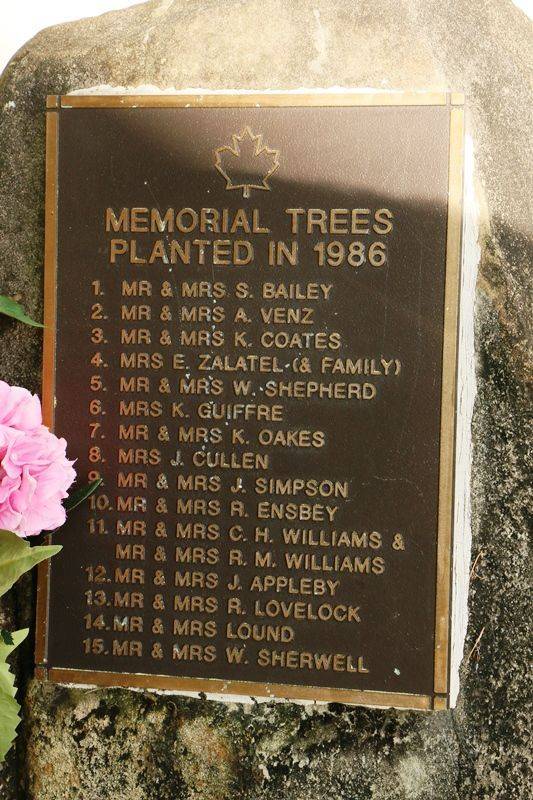 MEMORIAL TREES
PLANTED IN 1986
1. MR & MRS S. BAILEY
2. MR & MRS A. VENZ
3. MR & MRS K. COATES
4. MRS E. ZALATEL (& FAMILY)
5. MR & MRS W. SHEPHERD
6. MRS K. GUIFFRE
7. MR & MRS K. OAKES
8. MRS J. CULLEN
9. MR & MRS J. SIMPSON
10. MR & MRS R. ENSBEY
11. MR & MRS C. H. WILLIAMS &
MR & MRS R. M. WILLIAMS
12. MR & MRS J. APPLEBY
13. MR & MRS R. LOVELOCK
14. MR & MRS LOUND
15. MR & MRS W. SHERWELL